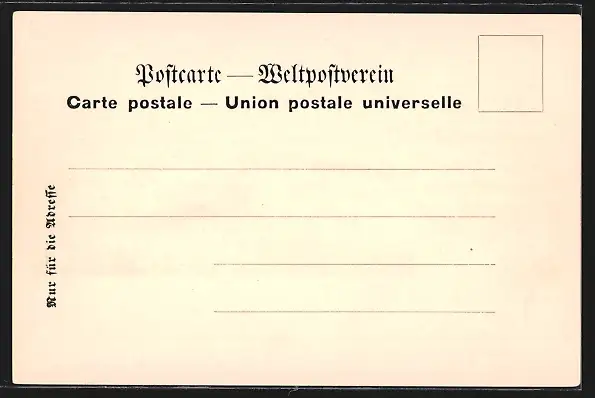 Postcarte — Weltpostverein
Carte postale — Union postale universelle
Nur für die Adresse